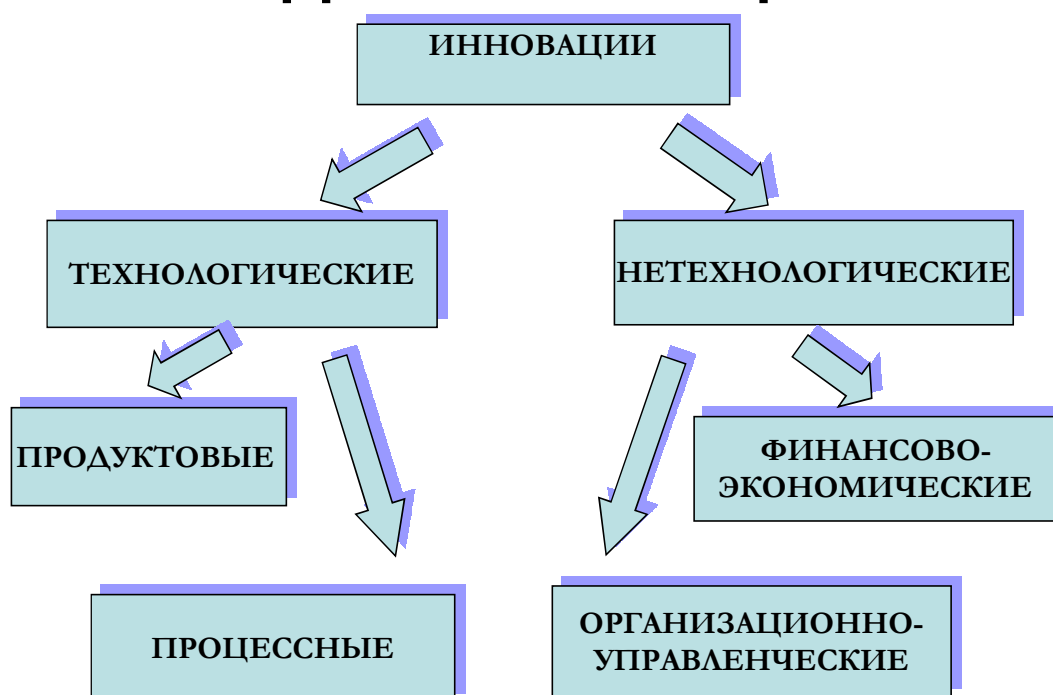 ИННОВАЦИИ
ТЕХНОЛОГИЧЕСКИЕ
НЕТЕХНОЛОГИЧЕСКИЕ
ПРОДУКТОВЫЕ
ФИНАНСОВО-
ЭКОНОМИЧЕСКИЕ
ПРОЦЕССНЫЕ
ОРГАНИЗАЦИОННО-
УПРАВЛЕНЧЕСКИЕ